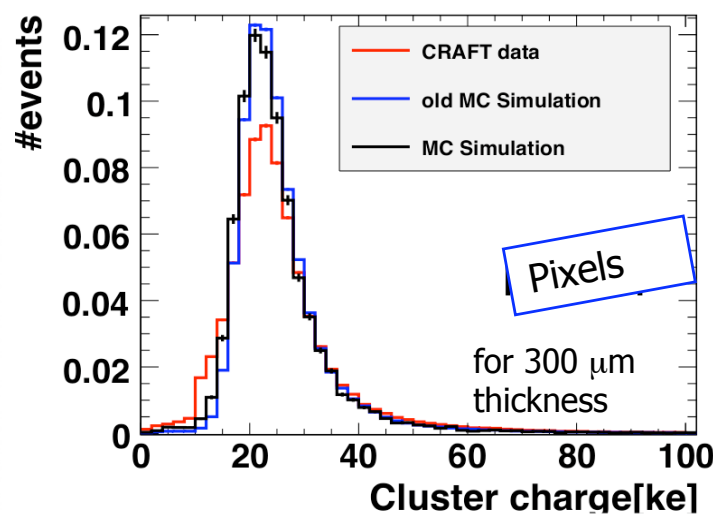 0.12
0.1
0.08
0.06
0.04
0.02
0
#events
CRAFT data
old MC Simulation
MC Simulation
Pixels
for 300 μm
thickness
0 20 40 60 80 100
Cluster charge[ke]